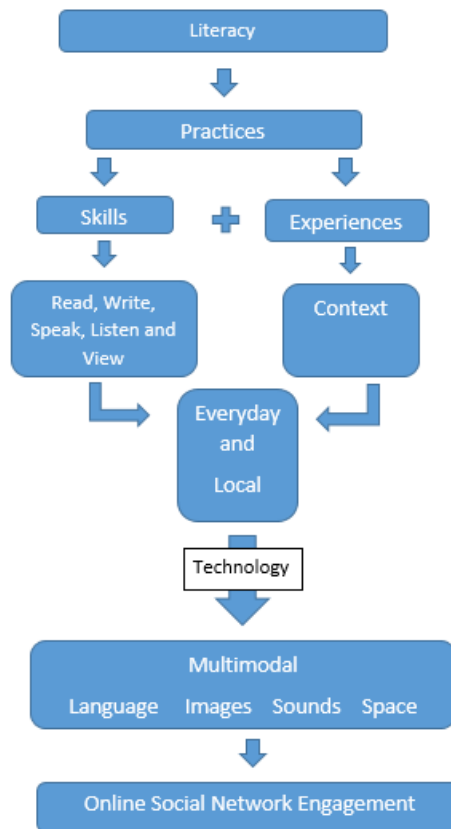 Literacy
Practices
Skills
Experiences
Read, Write,
Speak, Listen and
View
Context
Everyday
and
Local
Technology
Multimodal
Language Images Sounds Space
Online Social Network Engagement